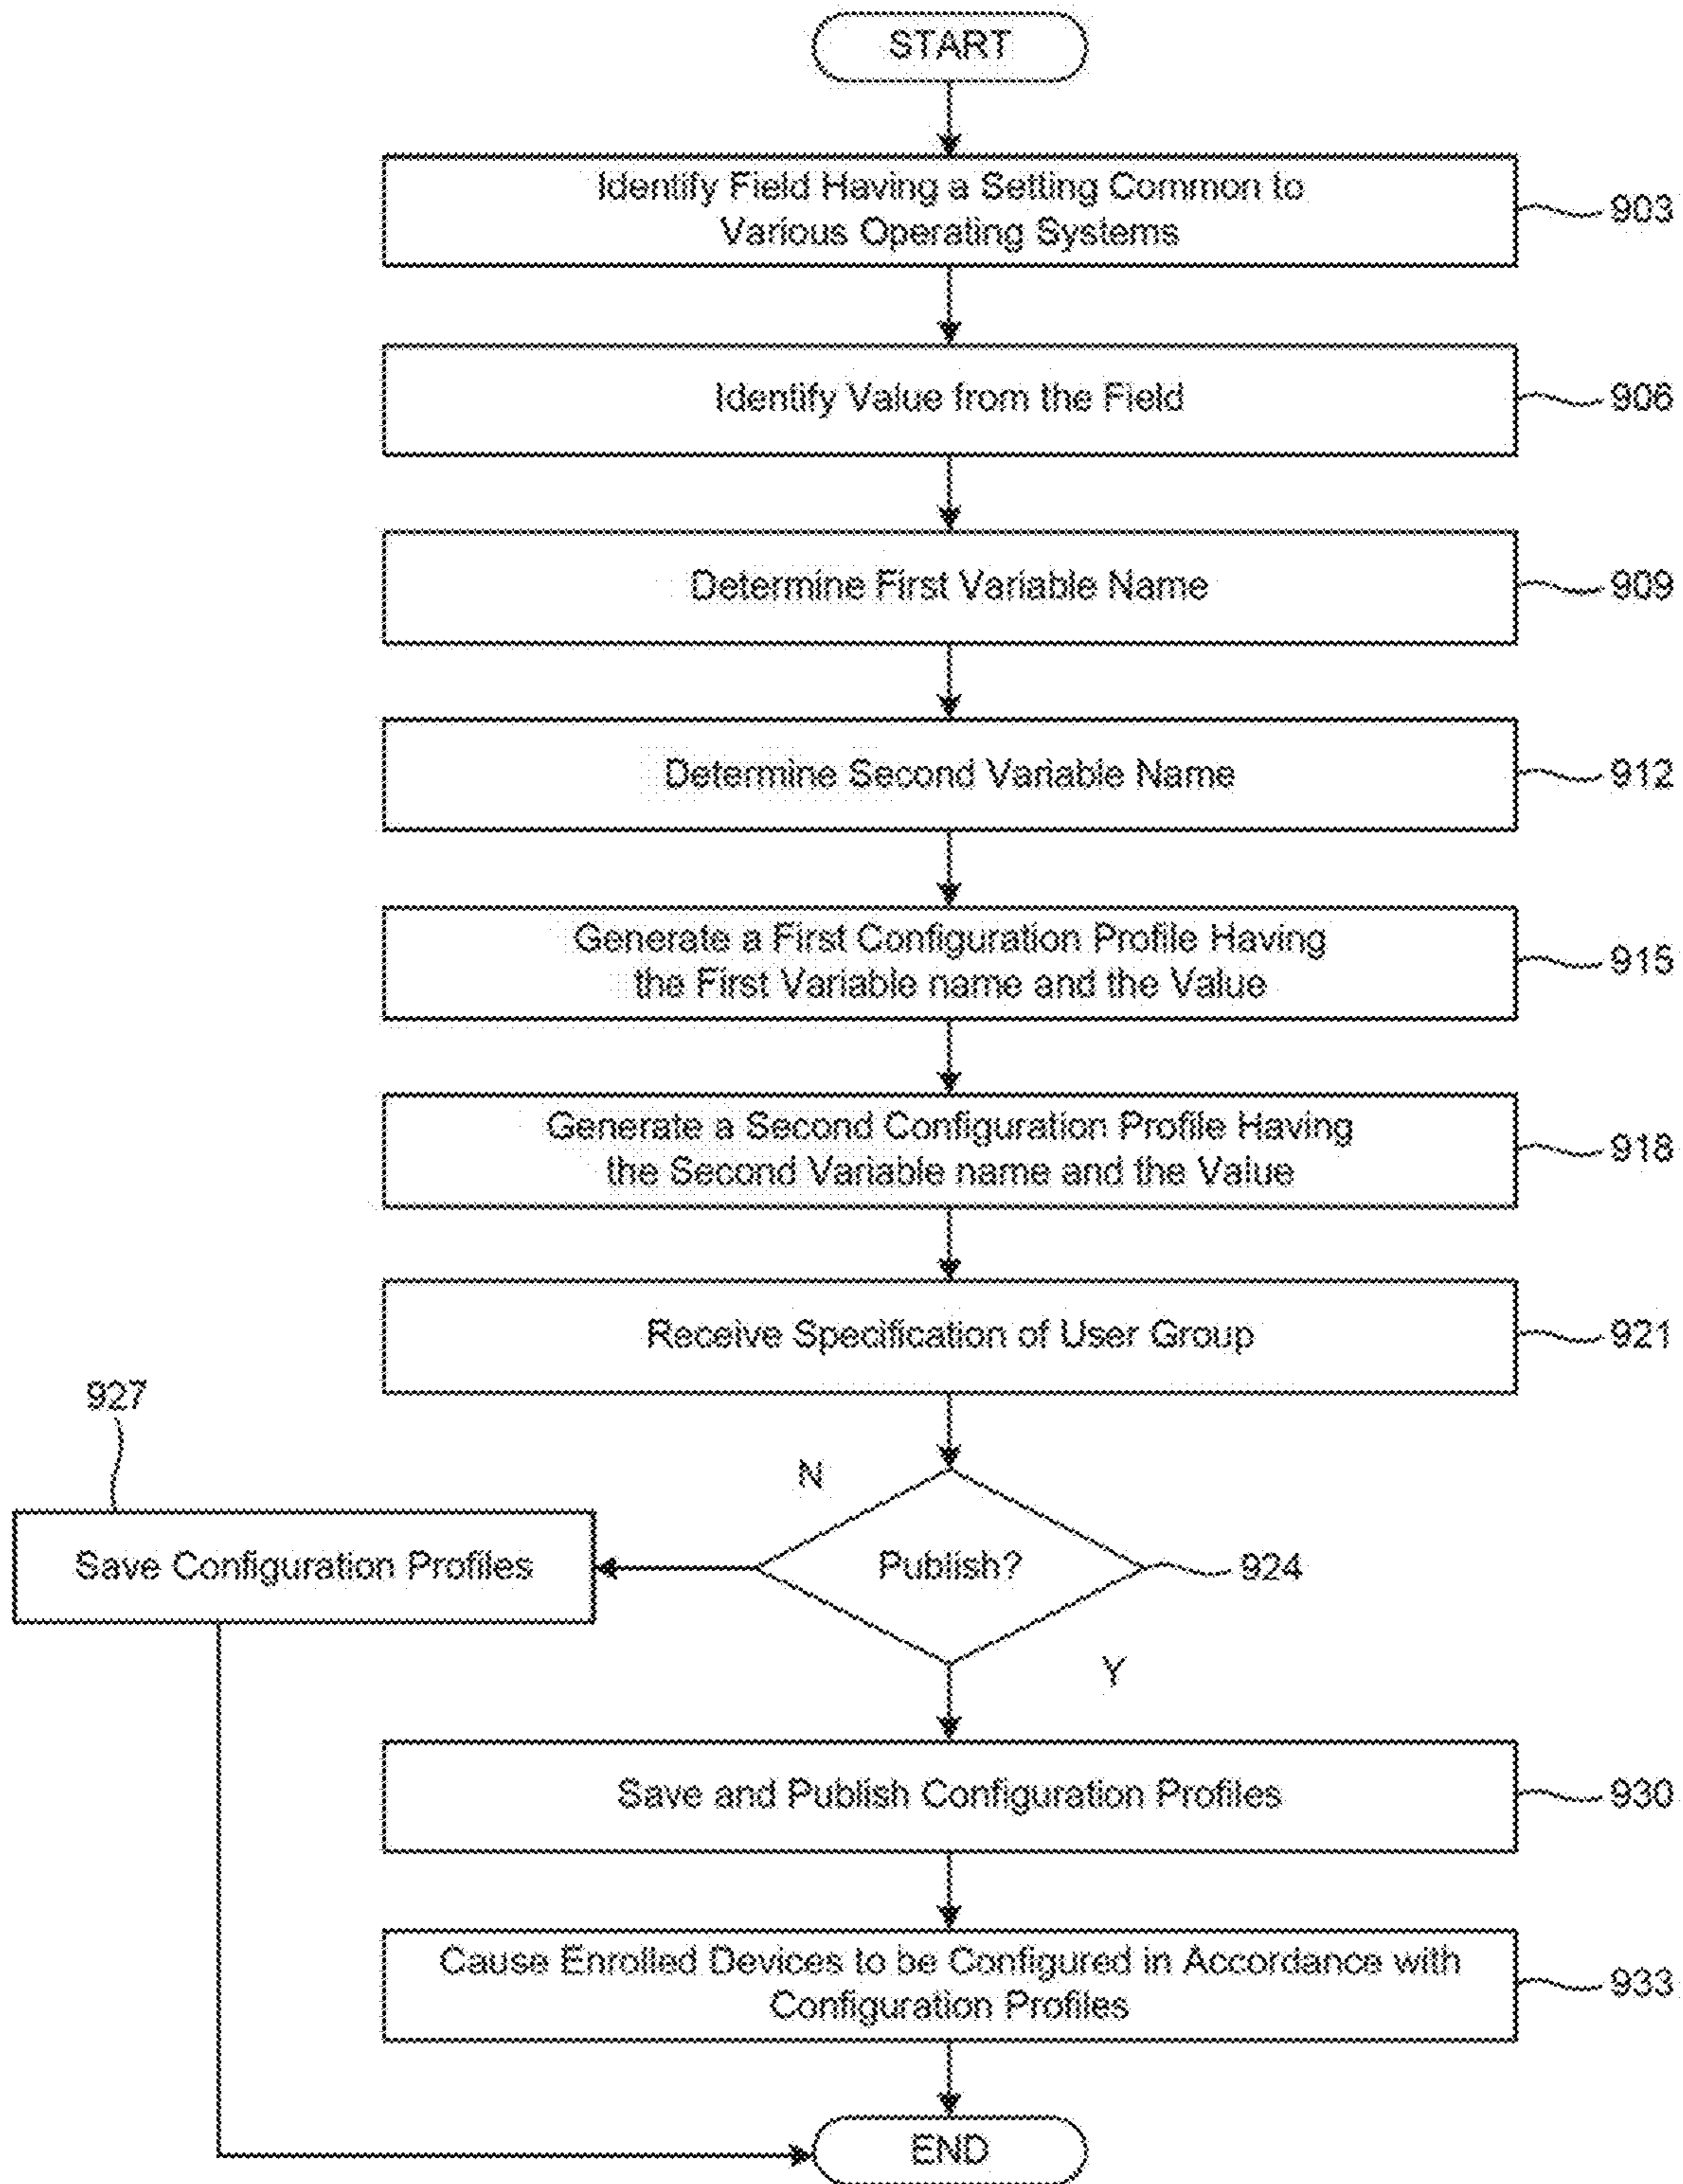 START
Identify Field Having a Setting Common to
Various Operating Systems
903
Identify Value from the Field
906
Determine First Variable Name
909
Determine Second Variable Name
912
Generate a First Configuration Profile Having
the First Variable name and the Value
915
Generate a Second Configuration Profile Having
the Second Variable name and the Value
918
Receive Specification of User Group
921
927
N
Save Configuration Profiles
Publish?
924
Y
Save and Publish Configuration Profiles
930
Cause Enrolled Devices to be Configured in Accordance with
Configuration Profiles
933
END